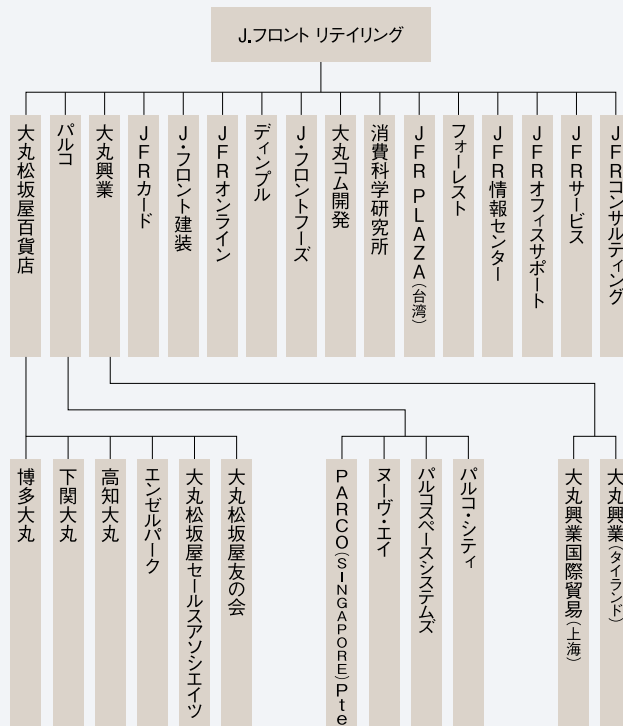 J.フロント リテイリング
大丸松坂屋百貨店
パルコ
大丸興業
JFRカード
J・フロント建装
JFRオンライン
ディンプル
J・フロントフーズ
大丸コム開発
消費科学研究所
JFR PLAZA(台湾)
フォーレスト
JFR情報センター
JFRオフィスサポート
JFRサービス
JFRコンサルティング
博多大丸
下関大丸
高知大丸
エンゼルパーク
大丸松坂屋セールスアソシエイツ
大丸松坂屋友の会
PARCO(SINGAPORE)Pte
ヌーヴ・エイ
パルコスペースシステムズ
パルコ・シティ
大丸興業国際貿易(上海)
大丸興業(タイランド)